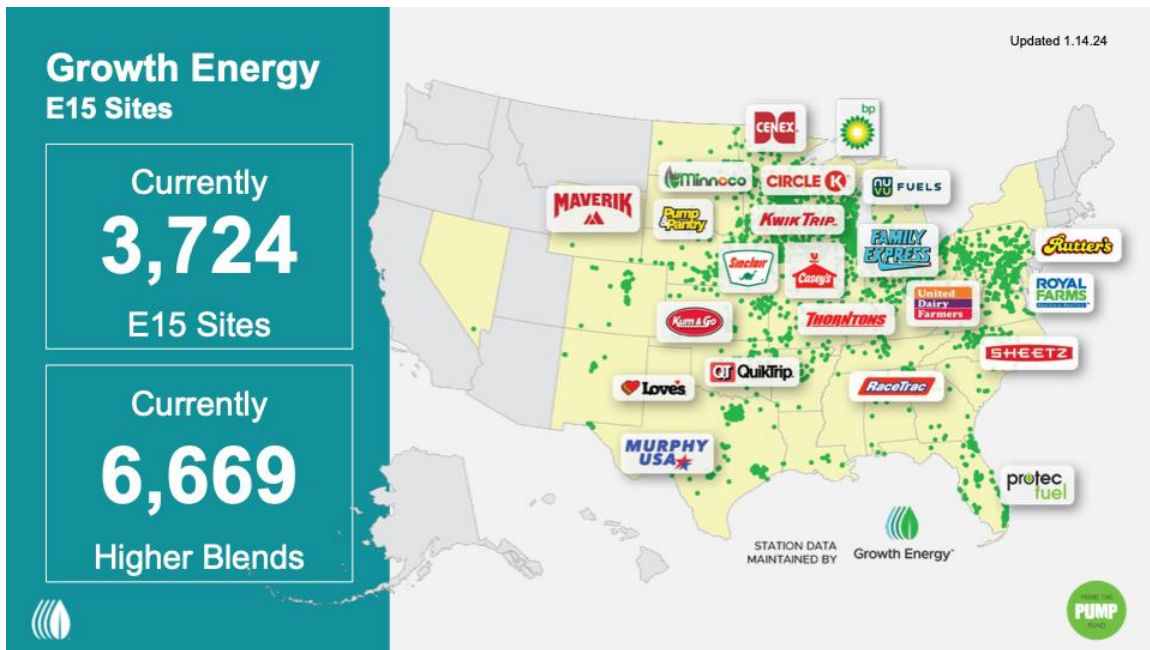 Updated 1.14.24
Growth Energy
E15 Sites
Currently
3,724
E15 Sites
Currently
6,669
Higher Blends
CENEX
bp
Minnoco
CIRCLE K
NUVU FUELS
MAVERIK
Pump & Pantry
KWIK TRIP
FAMILY EXPRESS
Rutter's
Sinclair
Casey's
United
Dairy
Farmers
ROYAL
FARMS
Kum & Go
THORNTONS
SHEETZ
QT QuikTrip
Love's
RaceTrac
MURPHY
USA
protec
fuel
STATION DATA
MAINTAINED BY
Growth Energy™
PRIME THE
PUMP
FUND